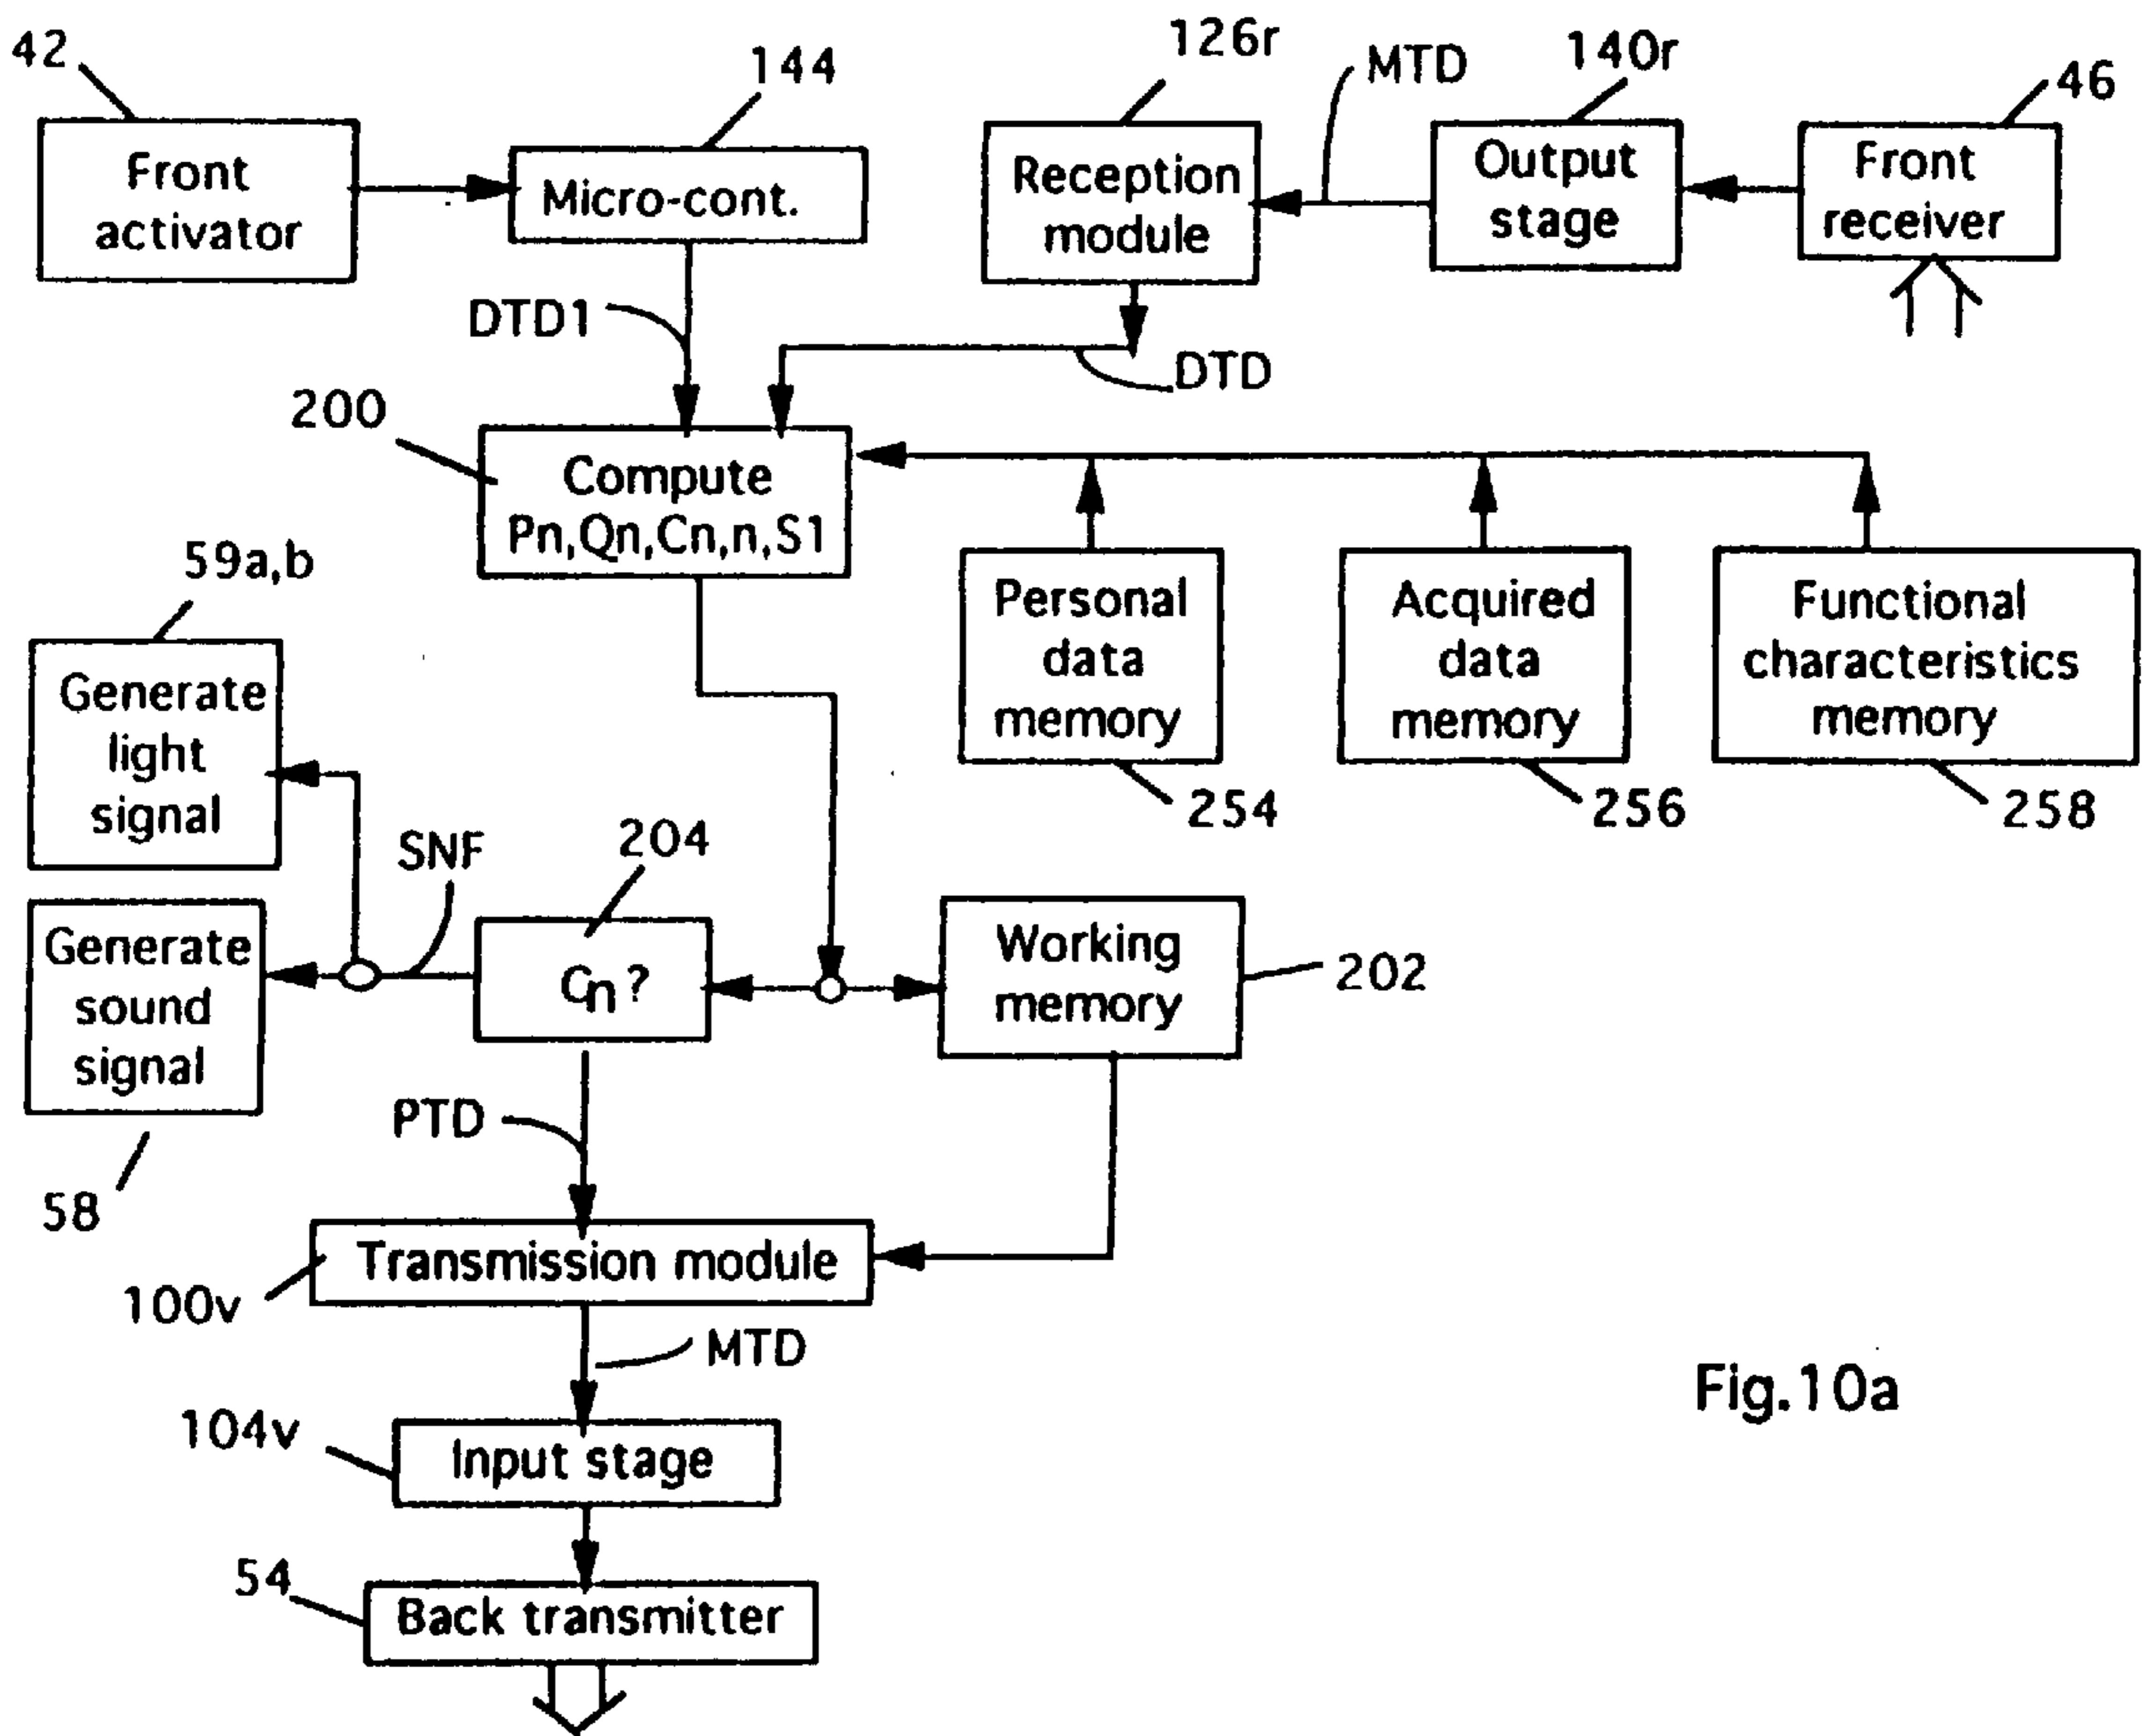 42
144
126r
MTD
140r
46
Front
activator
Micro-cont.
Reception
module
Output
stage
Front
receiver
DTD1
DTD
200
Compute
Pn,Qn,Cn,n,S1
59a,b
Generate
light
signal
Personal
data
memory
Acquired
data
memory
Functional
characteristics
memory
254
256
258
SNF
204
Generate
sound
signal
Cn?
Working
memory
202
PTD
58
Transmission module
100v
MTD
Fig.10a
104v
Input stage
54
Back transmitter